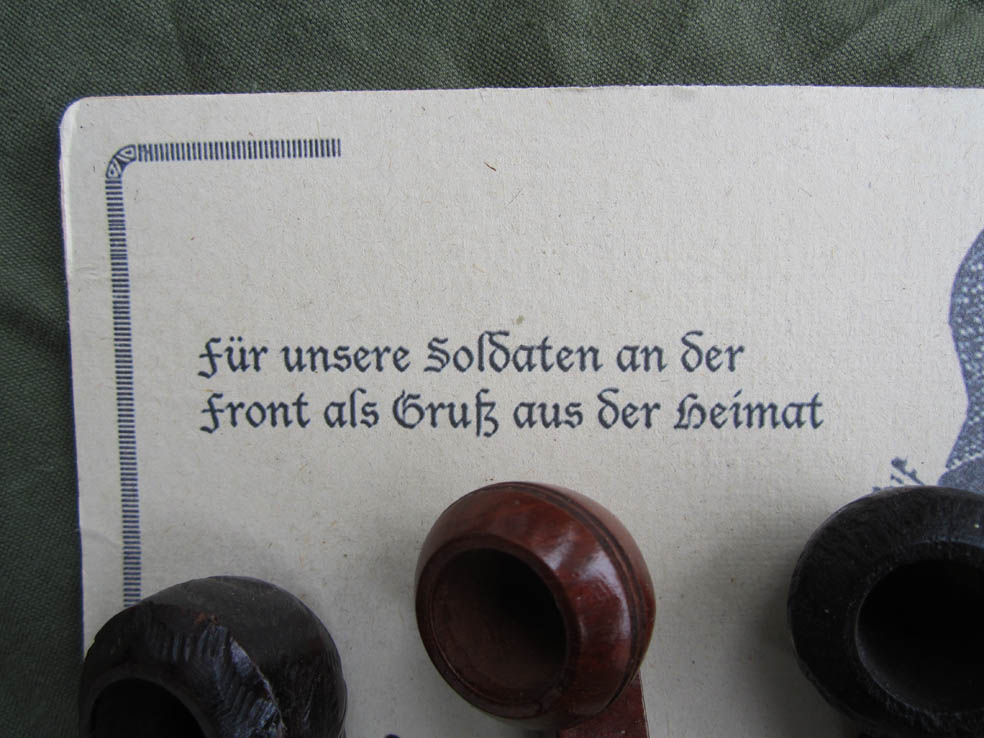 Für unsere Soldaten an der
Front als Gruß aus der Heimat